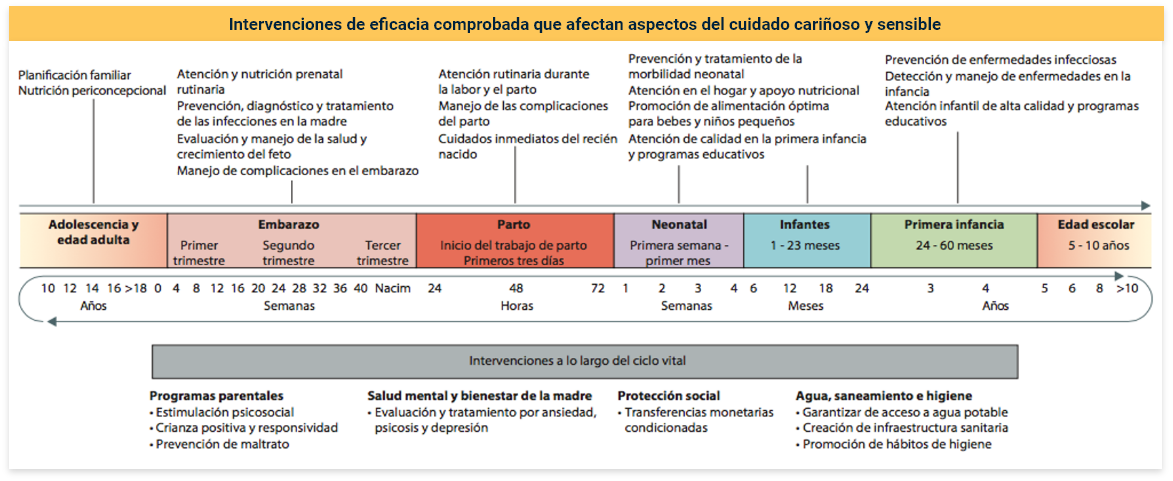 Intervenciones de eficacia comprobada que afectan aspectos del cuidado cariñoso y sensible
Planificación familiar
Nutrición periconcepcional
Atención y nutrición prenatal
rutinaria
Prevención, diagnóstico y tratamiento
de las infecciones en la madre
Evaluación y manejo de la salud y
crecimiento del feto
Manejo de complicaciones en el embarazo
Atención rutinaria durante
la labor y el parto
Manejo de las complicaciones
del parto
Cuidados inmediatos del recién
nacido
Prevención y tratamiento de la
morbilidad neonatal
Atención en el hogar y apoyo nutricional
Promoción de alimentación óptima
para bebes y niños pequeños
Atención de calidad en la primera infancia
y programas educativos
Prevención de enfermedades infecciosas
Detección y manejo de enfermedades en la
infancia
Atención infantil de alta calidad y programas
educativos
Adolescencia y
edad adulta
Embarazo
Primer
trimestre
Segundo
trimestre
Tercer
trimestre
Parto
Inicio del trabajo de parto
Primeros tres días
Neonatal
Primera semana -
primer mes
Infantes
1 - 23 meses
Primera infancia
24 - 60 meses
Edad escolar
5 - 10 años
10 12 14 16 >18 0 4 8 12 16 20 24 28 32 36 40 Nacim 24 48 72 1 2 3 4 6 12 18 24 3 4 5 6 8 >10
Años Semanas Horas Semanas Meses Años
Intervenciones a lo largo del ciclo vital
Programas parentales
• Estimulación psicosocial
• Crianza positiva y responsividad
• Prevención de maltrato
Salud mental y bienestar de la madre
• Evaluación y tratamiento por ansiedad,
psicosis y depresión
Protección social
• Transferencias monetarias
condicionadas
Agua, saneamiento e higiene
• Garantizar de acceso a agua potable
• Creación de infraestructura sanitaria
• Promoción de hábitos de higiene